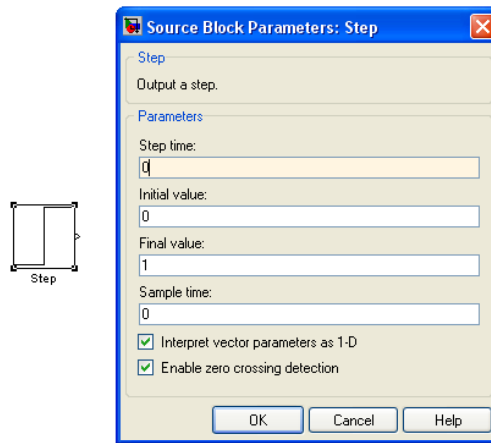 Source Block Parameters: Step
Step
Output a step.
Parameters
Step time:
0
Initial value:
0
Final value:
1
Sample time:
0
Interpret vector parameters as 1-D
Enable zero crossing detection
OK Cancel Help
Step